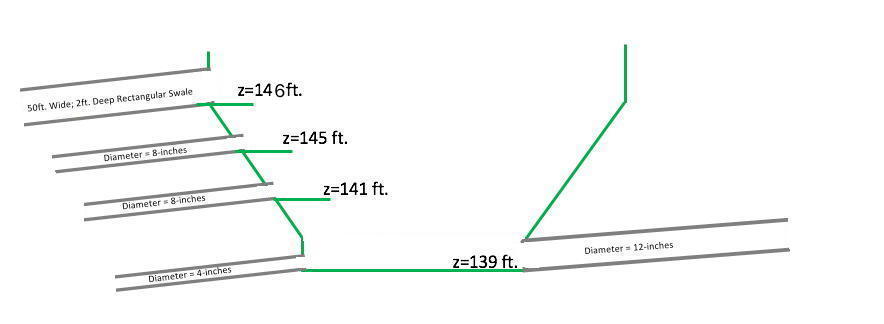 z=146ft.
50ft. Wide; 2ft. Deep Rectangular Swale
z=145 ft.
Diameter = 8-inches
z=141 ft.
Diameter = 8-inches
Diameter = 12-inches
z=139 ft.
Diameter = 4-inches